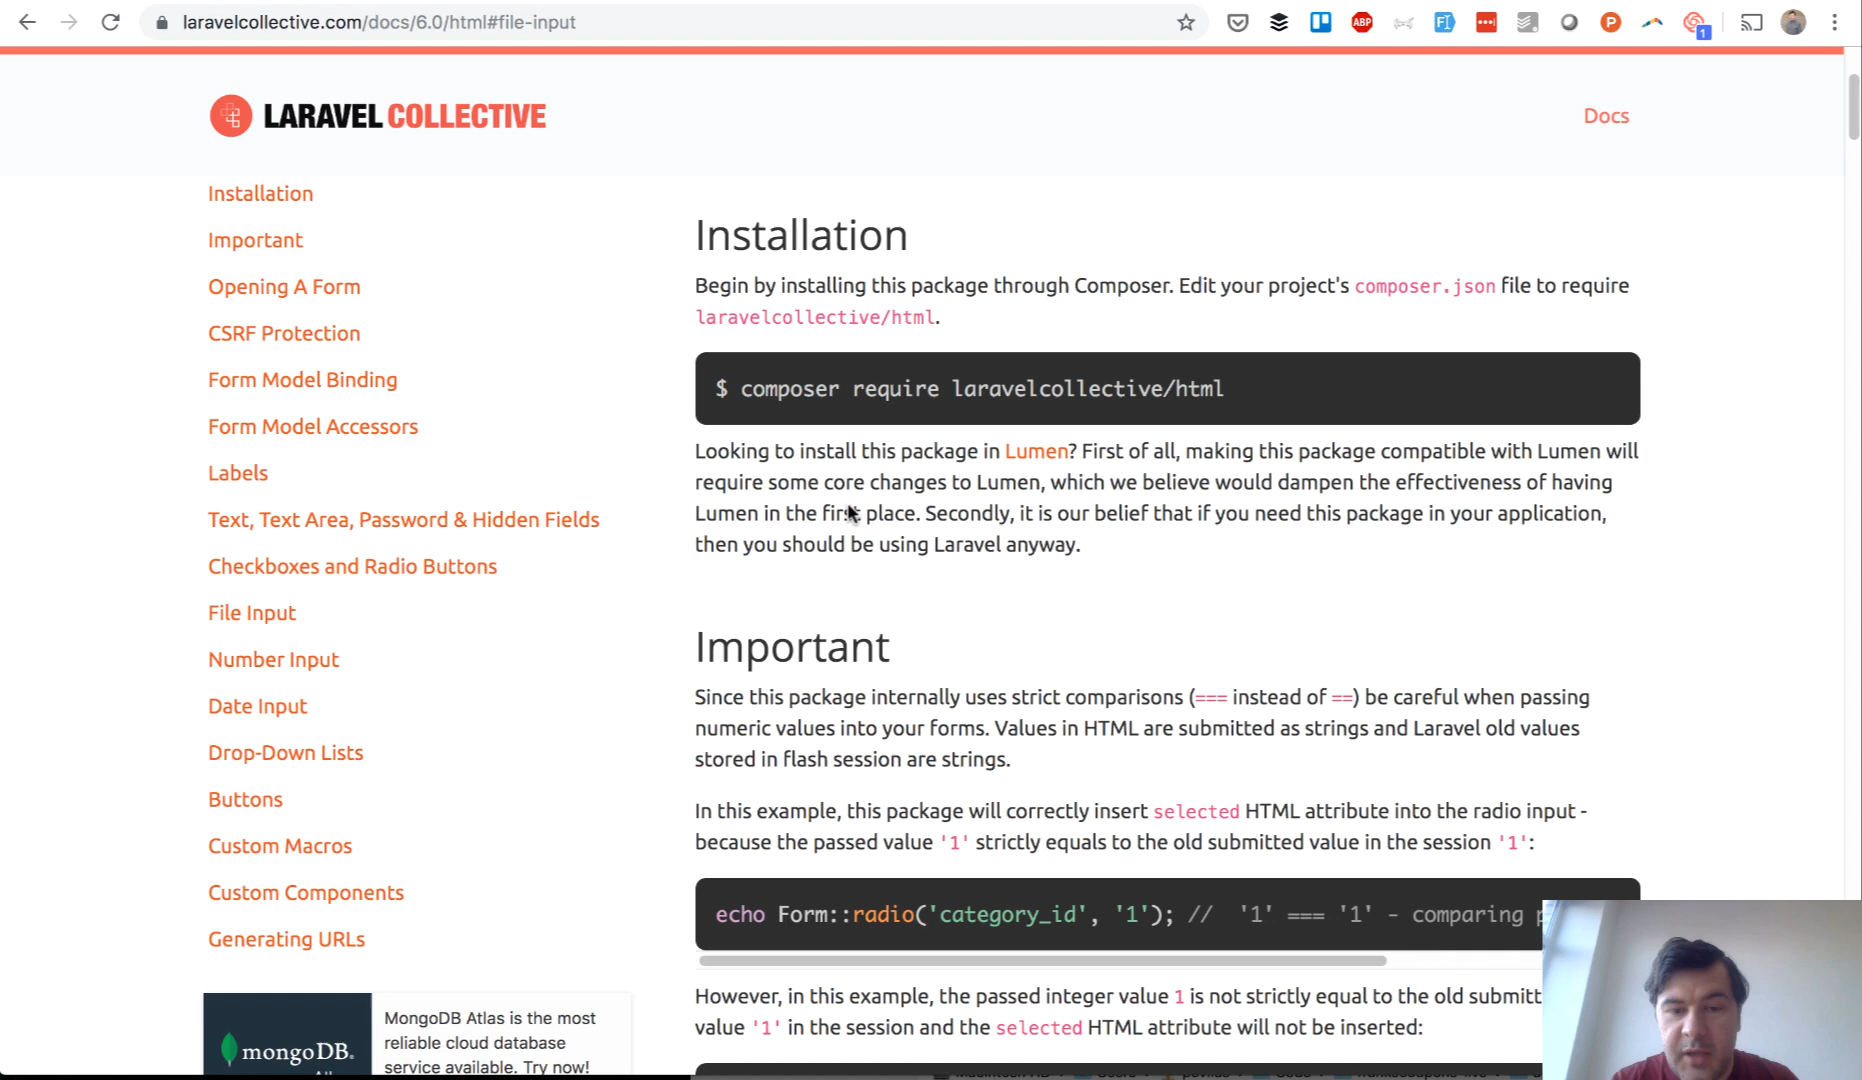 laravelcollective.com/docs/6.0/html#file-input
ABP
P
1
LARAVEL COLLECTIVE
Docs
Installation
Important
Opening A Form
CSRF Protection
Form Model Binding
Form Model Accessors
Labels
Text, Text Area, Password & Hidden Fields
Checkboxes and Radio Buttons
File Input
Number Input
Date Input
Drop-Down Lists
Buttons
Custom Macros
Custom Components
Generating URLs
mongoDB.
MongoDB Atlas is the most
reliable cloud database
service available. Try now!
Installation
Begin by installing this package through Composer. Edit your project's composer.json file to require
laravelcollective/html.
$ composer require laravelcollective/html
Looking to install this package in Lumen? First of all, making this package compatible with Lumen will
require some core changes to Lumen, which we believe would dampen the effectiveness of having
Lumen in the first place. Secondly, it is our belief that if you need this package in your application,
then you should be using Laravel anyway.
Important
Since this package internally uses strict comparisons (=== instead of ==) be careful when passing
numeric values into your forms. Values in HTML are submitted as strings and Laravel old values
stored in flash session are strings.
In this example, this package will correctly insert selected HTML attribute into the radio input -
because the passed value '1' strictly equals to the old submitted value in the session '1':
echo Form::radio('category_id', '1'); // '1' === '1' - comparing
However, in this example, the passed integer value 1 is not strictly equal to the old submitt
value '1' in the session and the selected HTML attribute will not be inserted: